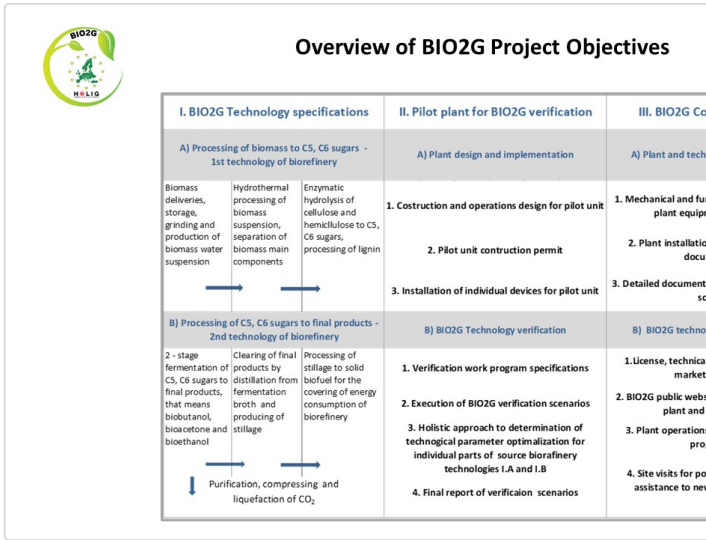 BIO2G
HOLIG
Overview of BIO2G Project Objectives
I. BIO2G Technology specifications
II. Pilot plant for BIO2G verification
III. BIO2G Co
A) Processing of biomass to C5, C6 sugars -
1st technology of biorefinery
A) Plant design and implementation
A) Plant and tech
Biomass
deliveries,
storage,
grinding and
production of
biomass water
suspension
Hydrothermal
processing of
biomass
suspension,
separation of
biomass main
components
Enzymatic
hydrolysis of
cellulose and
hemicllulose to C5,
C6 sugars,
processing of lignin
1. Costruction and operations design for pilot unit
2. Pilot unit contruction permit
3. Installation of individual devices for pilot unit
1. Mechanical and fu
plant equip
2. Plant installatio
docu
3. Detailed document
sc
B) Processing of C5, C6 sugars to final products -
2nd technology of biorefinery
B) BIO2G Technology verification
B) BIO2G techno
2 - stage
fermentation of
C5, C6 sugars to
final products,
that means
biobutanol,
bioacetone and
bioethanol
Clearing of final
products by
distillation from
fermentation
broth and
producing of
stillage
Processing of
stillage to solid
biofuel for the
covering of energy
consumption of
biorefinery
Purification, compressing and
liquefaction of CO2
1. Verification work program specifications
2. Execution of BIO2G verification scenarios
3. Holistic approach to determination of
technogical parameter optimalization for
individual parts of source biorafinery
technologies I.A and I.B
4. Final report of verificaion scenarios
1.License, technica
market
2. BIO2G public webs
plant and
3. Plant operations
pro
4. Site visits for po
assistance to nev